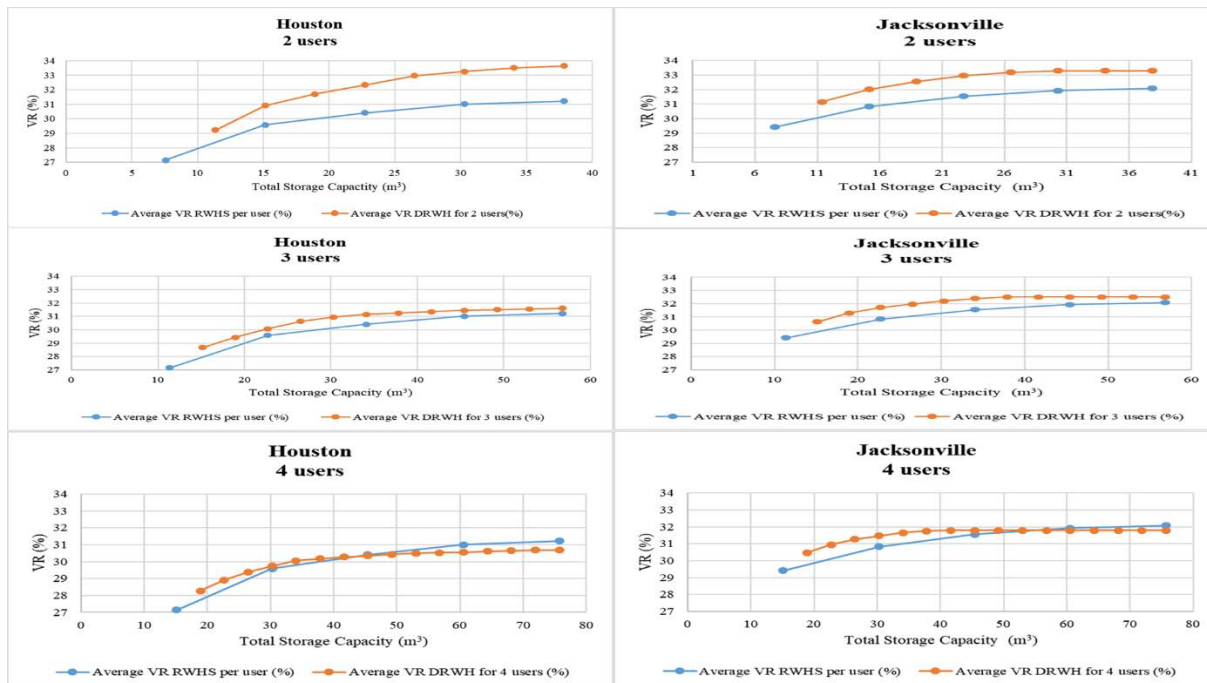 Houston
2 users
VR (%)
34
33
32
31
30
29
28
27
0 5 10 15 20 25 30 35 40
Total Storage Capacity (m³)
Average VR RWHS per user (%) Average VR DRWH for 2 users(%)
Jacksonville
2 users
VR (%)
34
33
32
31
30
29
28
27
1 6 11 16 21 26 31 36 41
Total Storage Capacity (m³)
Average VR RWHS per user (%) Average VR DRWH for 2 users(%)
Houston
3 users
VR (%)
34
33
32
31
30
29
28
27
0 10 20 30 40 50 60
Total Storage Capacity (m³)
Average VR RWHS per user (%) Average VR DRWH for 3 users (%)
Jacksonville
3 users
VR (%)
34
33
32
31
30
29
28
27
0 10 20 30 40 50 60
Total Storage Capacity (m³)
Average VR RWHS per user (%) Average VR DRWH for 3 users (%)
Houston
4 users
VR (%)
34
33
32
31
30
29
28
27
0 10 20 30 40 50 60 70 80
Total Storage Capacity (m³)
Average VR RWHS per user (%) Average VR DRWH for 4 users (%)
Jacksonville
4 users
VR (%)
34
33
32
31
30
29
28
27
0 10 20 30 40 50 60 70 80
Total Storage Capacity (m³)
Average VR RWHS per user (%) Average VR DRWH for 4 users (%)